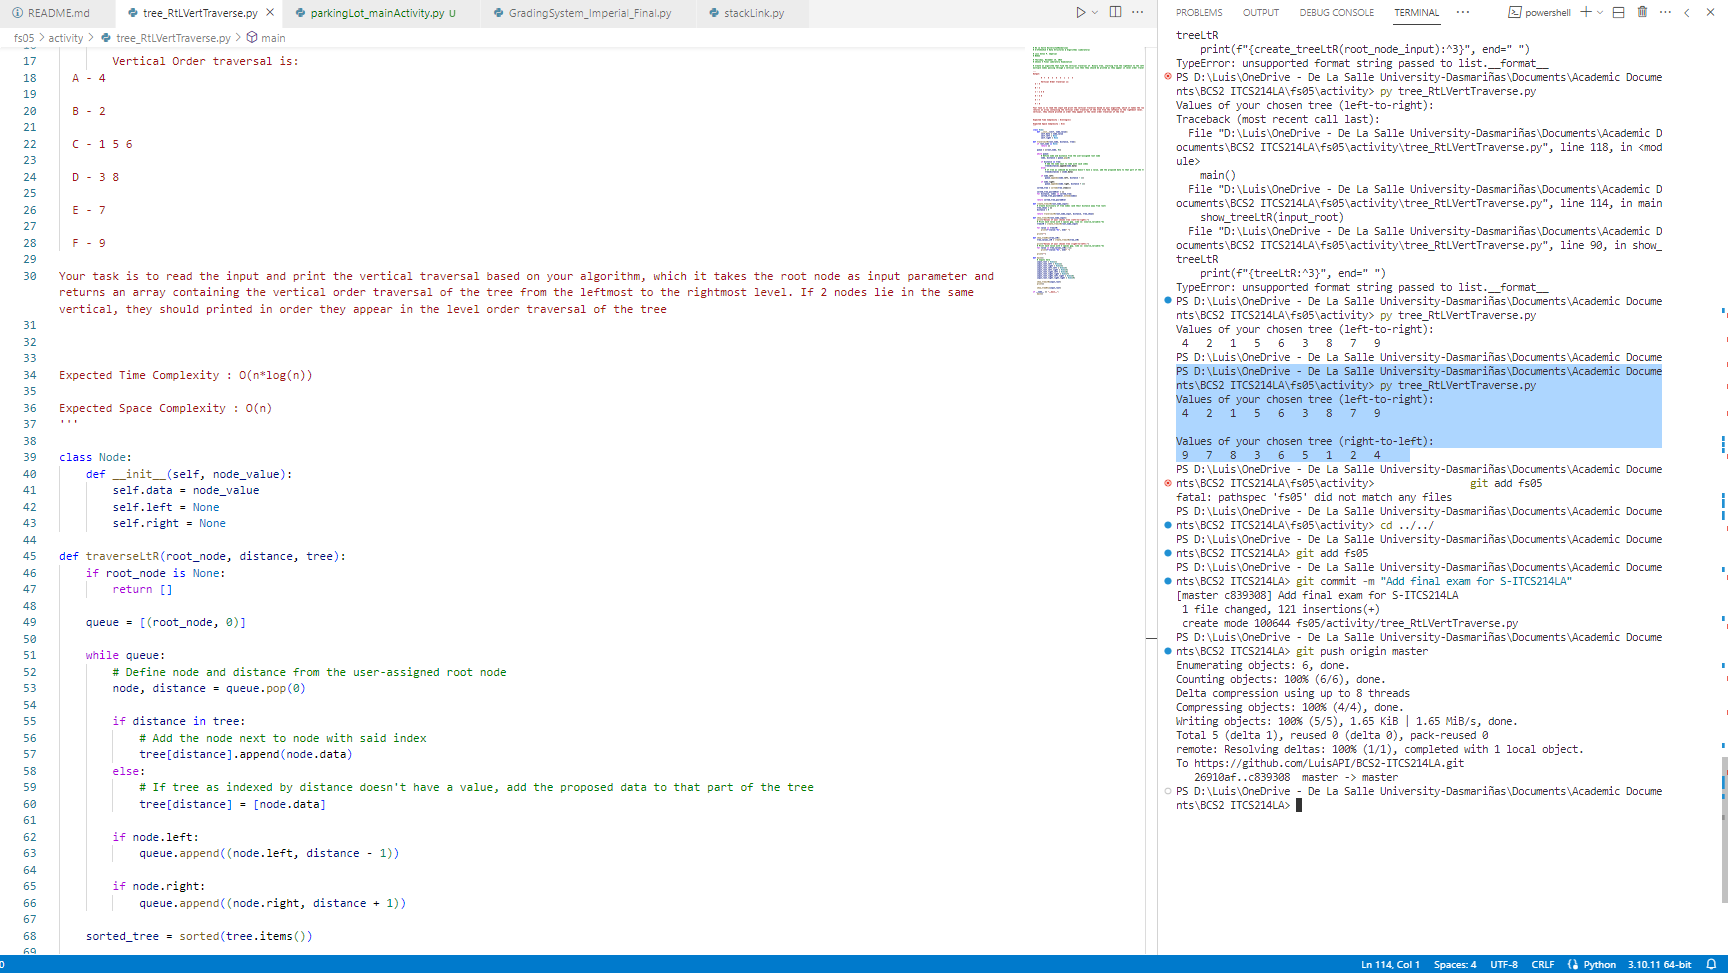 README.md
tree_RtLVertTraverse.py
parkingLot_mainActivity.py U
GradingSystem_Imperial_Final.py
stackLink.py
fs05 > activity > tree_RtLVertTraverse.py > main
17 Vertical Order traversal is:
18 A - 4
19
20 B - 2
21
22 C - 1 5 6
23
24 D - 3 8
25
26 E - 7
27
28 F - 9
29
30 Your task is to read the input and print the vertical traversal based on your algorithm, which it takes the root node as input parameter and
returns an array containing the vertical order traversal of the tree from the leftmost to the rightmost level. If 2 nodes lie in the same
vertical, they should printed in order they appear in the level order traversal of the tree
31
32
33
34 Expected Time Complexity : O(n*log(n))
35
36 Expected Space Complexity : O(n)
37 '''
38
39 class Node:
40 def __init__(self, node_value):
41 self.data = node_value
42 self.left = None
43 self.right = None
44
45 def traverseLtR(root_node, distance, tree):
46 if root_node is None:
47 return []
48
49 queue = [(root_node, 0)]
50
51 while queue:
52 # Define node and distance from the user-assigned root node
53 node, distance = queue.pop(0)
54
55 if distance in tree:
56 # Add the node next to node with said index
57 tree[distance].append(node.data)
58 else:
59 # If tree as indexed by distance doesn't have a value, add the proposed data to that part of the tree
60 tree[distance] = [node.data]
61
62 if node.left:
63 queue.append((node.left, distance - 1))
64
65 if node.right:
66 queue.append((node.right, distance + 1))
67
68 sorted_tree = sorted(tree.items())
69
PROBLEMS OUTPUT DEBUG CONSOLE TERMINAL ··· powershell
treeLtR
print(f"{create_treeLtR(root_node_input):^3}", end=" ")
TypeError: unsupported format string passed to list.__format__
PS D:\Luis\OneDrive - De La Salle University-Dasmariñas\Documents\Academic Docume
nts\BCS2 ITCS214LA\fs05\activity> py tree_RtLVertTraverse.py
Values of your chosen tree (left-to-right):
Traceback (most recent call last):
File "D:\Luis\OneDrive - De La Salle University-Dasmariñas\Documents\Academic D
ocuments\BCS2 ITCS214LA\fs05\activity\tree_RtLVertTraverse.py", line 118, in <mod
ule>
main()
File "D:\Luis\OneDrive - De La Salle University-Dasmariñas\Documents\Academic D
ocuments\BCS2 ITCS214LA\fs05\activity\tree_RtLVertTraverse.py", line 114, in main
show_treeLtR(input_root)
File "D:\Luis\OneDrive - De La Salle University-Dasmariñas\Documents\Academic D
ocuments\BCS2 ITCS214LA\fs05\activity\tree_RtLVertTraverse.py", line 90, in show_
treeLtR
print(f"{treeLtR:^3}", end=" ")
TypeError: unsupported format string passed to list.__format__
PS D:\Luis\OneDrive - De La Salle University-Dasmariñas\Documents\Academic Docume
nts\BCS2 ITCS214LA\fs05\activity> py tree_RtLVertTraverse.py
Values of your chosen tree (left-to-right):
4 2 1 5 6 3 8 7 9
PS D:\Luis\OneDrive - De La Salle University-Dasmariñas\Documents\Academic Docume
PS D:\Luis\OneDrive - De La Salle University-Dasmariñas\Documents\Academic Docume
nts\BCS2 ITCS214LA\fs05\activity> py tree_RtLVertTraverse.py
Values of your chosen tree (left-to-right):
4 2 1 5 6 3 8 7 9
Values of your chosen tree (right-to-left):
9 7 8 3 6 5 1 2 4
PS D:\Luis\OneDrive - De La Salle University-Dasmariñas\Documents\Academic Docume
nts\BCS2 ITCS214LA\fs05\activity> git add fs05
fatal: pathspec 'fs05' did not match any files
PS D:\Luis\OneDrive - De La Salle University-Dasmariñas\Documents\Academic Docume
nts\BCS2 ITCS214LA\fs05\activity> cd ../../
PS D:\Luis\OneDrive - De La Salle University-Dasmariñas\Documents\Academic Docume
nts\BCS2 ITCS214LA> git add fs05
PS D:\Luis\OneDrive - De La Salle University-Dasmariñas\Documents\Academic Docume
nts\BCS2 ITCS214LA> git commit -m "Add final exam for S-ITCS214LA"
[master c839308] Add final exam for S-ITCS214LA
1 file changed, 121 insertions(+)
create mode 100644 fs05/activity/tree_RtLVertTraverse.py
PS D:\Luis\OneDrive - De La Salle University-Dasmariñas\Documents\Academic Docume
nts\BCS2 ITCS214LA> git push origin master
Enumerating objects: 6, done.
Counting objects: 100% (6/6), done.
Delta compression using up to 8 threads
Compressing objects: 100% (4/4), done.
Writing objects: 100% (5/5), 1.65 KiB | 1.65 MiB/s, done.
Total 5 (delta 1), reused 0 (delta 0), pack-reused 0
remote: Resolving deltas: 100% (1/1), completed with 1 local object.
To https://github.com/LuisAPI/BCS2-ITCS214LA.git
26910af..c839308 master -> master
PS D:\Luis\OneDrive - De La Salle University-Dasmariñas\Documents\Academic Docume
nts\BCS2 ITCS214LA>
Ln 114, Col 1 Spaces: 4 UTF-8 CRLF Python 3.10.11 64-bit